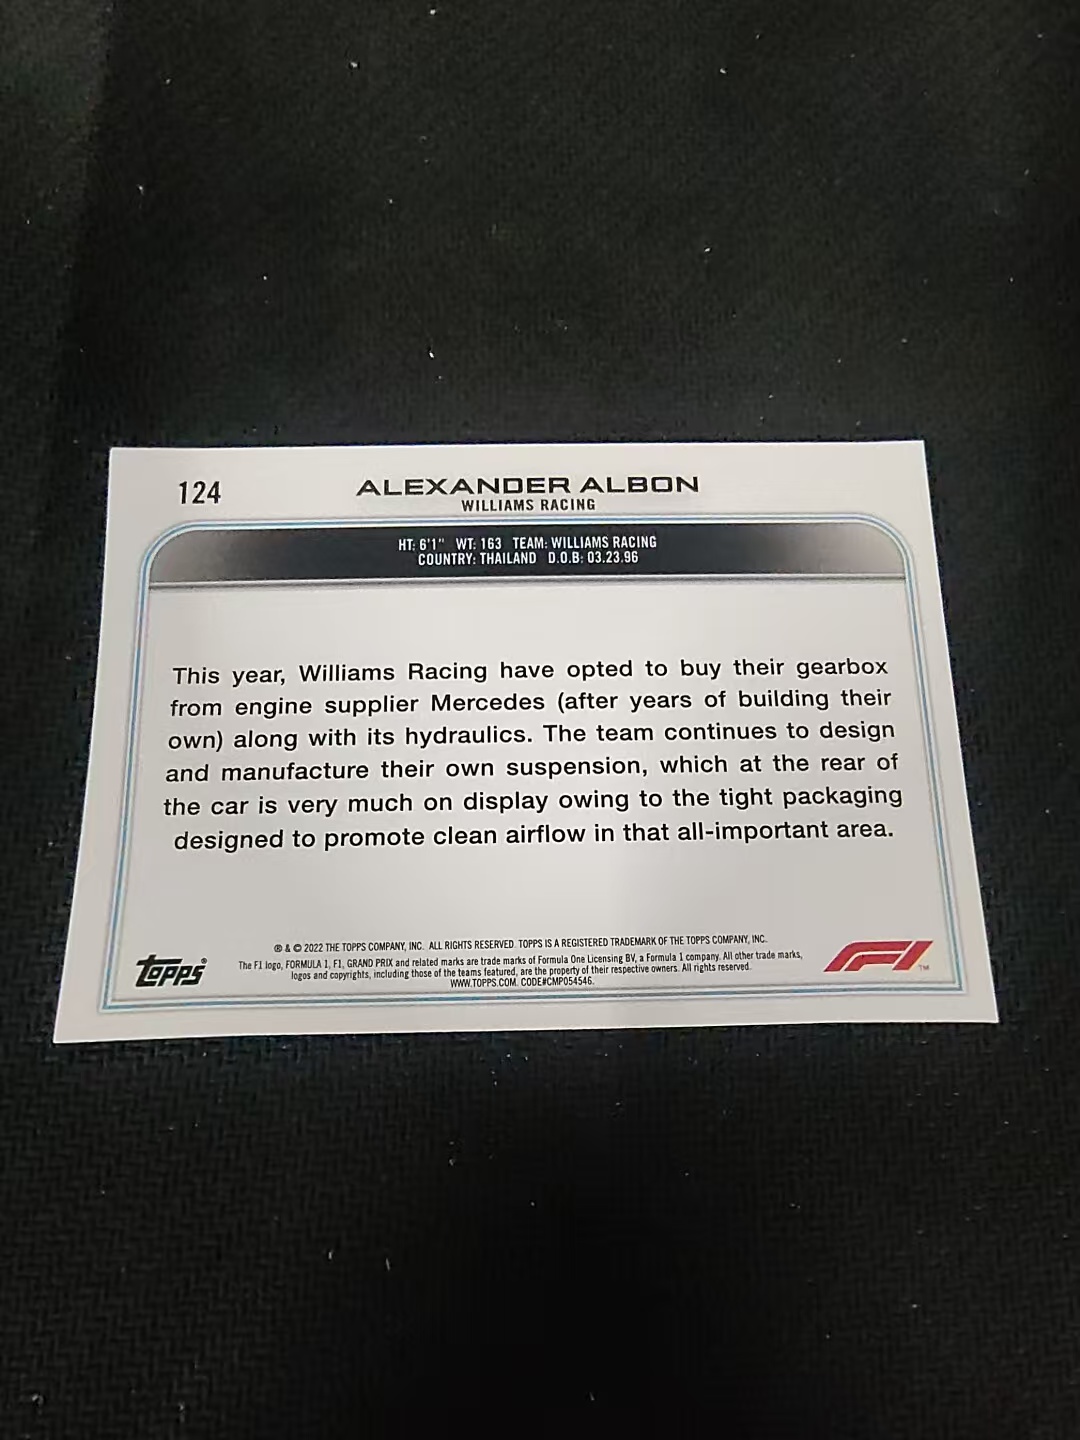 124
ALEXANDER ALBON
WILLIAMS RACING
HT: 6'1" WT: 163 TEAM: WILLIAMS RACING
COUNTRY: THAILAND D.O.B: 03.23.96
This year, Williams Racing have opted to buy their gearbox
from engine supplier Mercedes (after years of building their
own) along with its hydraulics. The team continues to design
and manufacture their own suspension, which at the rear of
the car is very much on display owing to the tight packaging
designed to promote clean airflow in that all-important area.
® & © 2022 THE TOPPS COMPANY, INC. ALL RIGHTS RESERVED. TOPPS IS A REGISTERED TRADEMARK OF THE TOPPS COMPANY, INC.
The F1 logo, FORMULA 1, F1, GRAND PRIX and related marks are trade marks of Formula One Licensing BV, a Formula 1 company. All other trade marks,
logos and copyrights, including those of the teams featured, are the property of their respective owners. All rights reserved.
WWW.TOPPS.COM. CODE#CMP054546.
Topps®
F1™